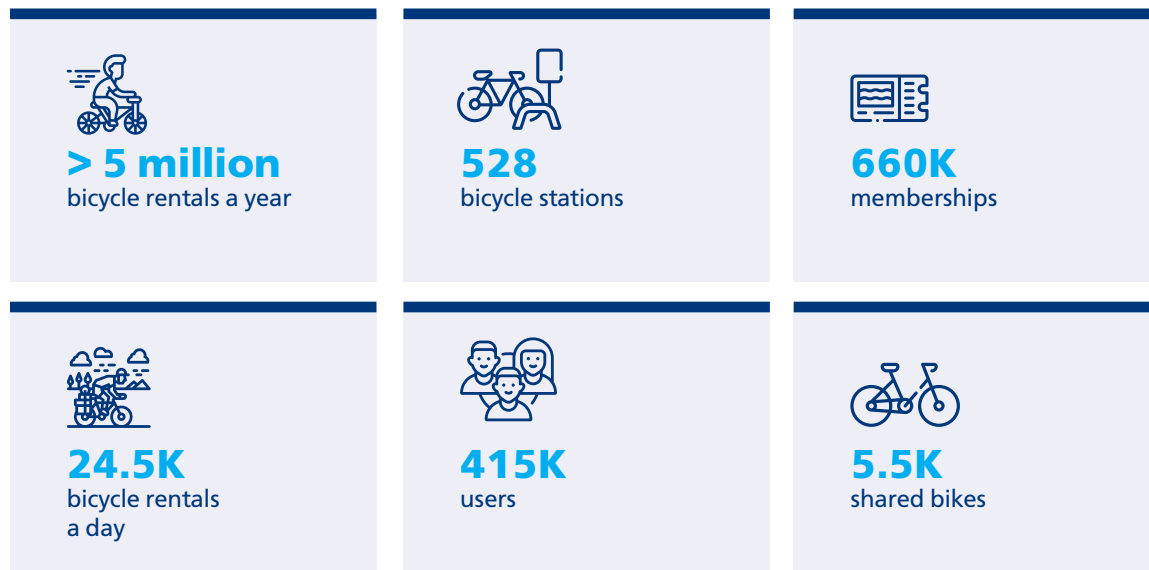 > 5 million
bicycle rentals a year
528
bicycle stations
660K
memberships
24.5K
bicycle rentals
a day
415K
users
5.5K
shared bikes